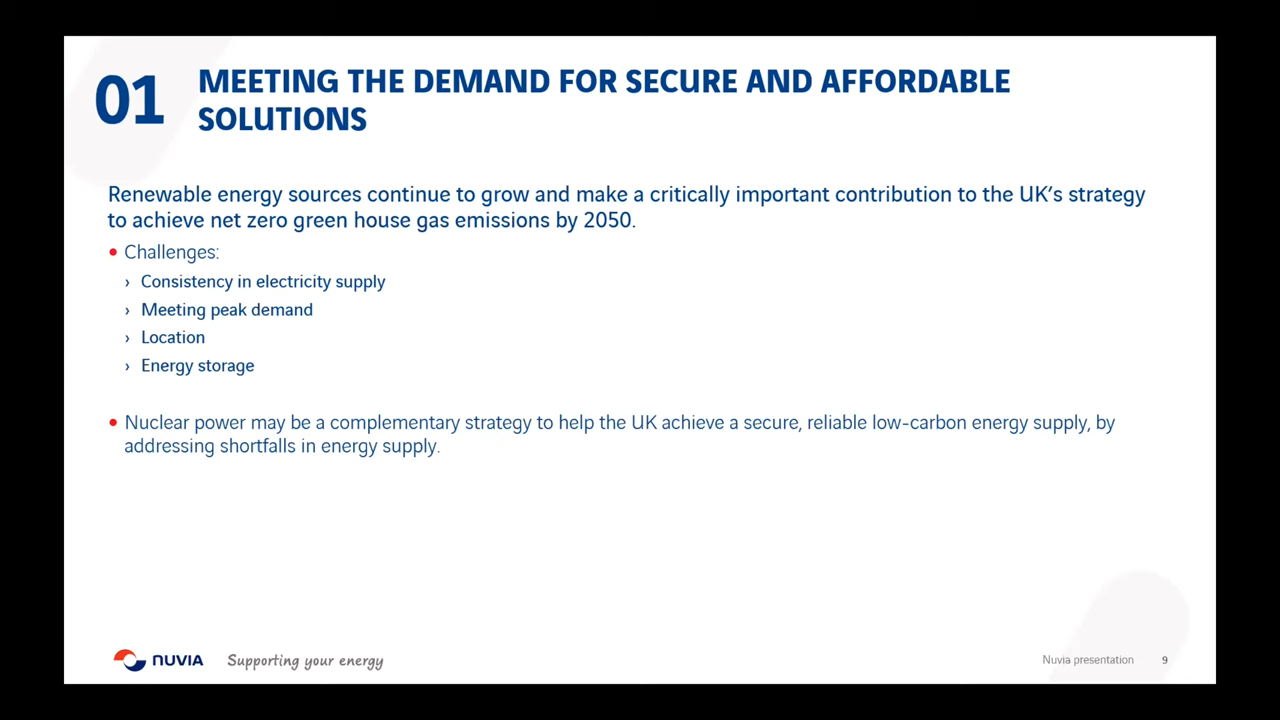 01
MEETING THE DEMAND FOR SECURE AND AFFORDABLE
SOLUTIONS
Renewable energy sources continue to grow and make a critically important contribution to the UK's strategy
to achieve net zero green house gas emissions by 2050.
• Challenges:
› Consistency in electricity supply
› Meeting peak demand
› Location
› Energy storage
• Nuclear power may be a complementary strategy to help the UK achieve a secure, reliable low-carbon energy supply, by
addressing shortfalls in energy supply.
NUVIA Supporting your energy
Nuvia presentation 9